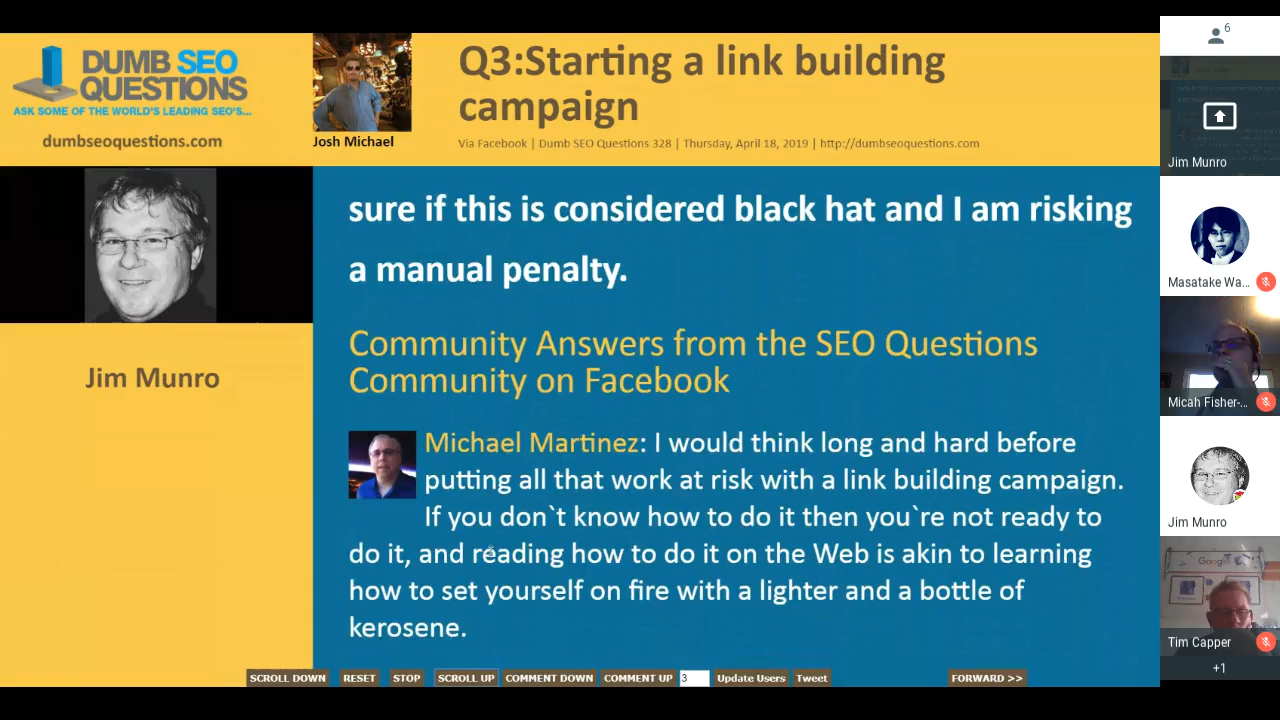 DUMB SEO
QUESTIONS
ASK SOME OF THE WORLD'S LEADING SEO'S...
dumbseoquestions.com
Josh Michael
Q3:Starting a link building
campaign
Via Facebook | Dumb SEO Questions 328 | Thursday, April 18, 2019 | http://dumbseoquestions.com
Jim Munro
sure if this is considered black hat and I am risking
a manual penalty.
Community Answers from the SEO Questions
Community on Facebook
Michael Martinez: I would think long and hard before
putting all that work at risk with a link building campaign.
If you don`t know how to do it then you`re not ready to
do it, and reading how to do it on the Web is akin to learning
how to set yourself on fire with a lighter and a bottle of
kerosene.
SCROLL DOWN RESET STOP SCROLL UP COMMENT DOWN COMMENT UP 3 Update Users Tweet FORWARD >>
6
Jim Munro
Masatake Wa...
Micah Fisher-...
Jim Munro
Google
Tim Capper
+1